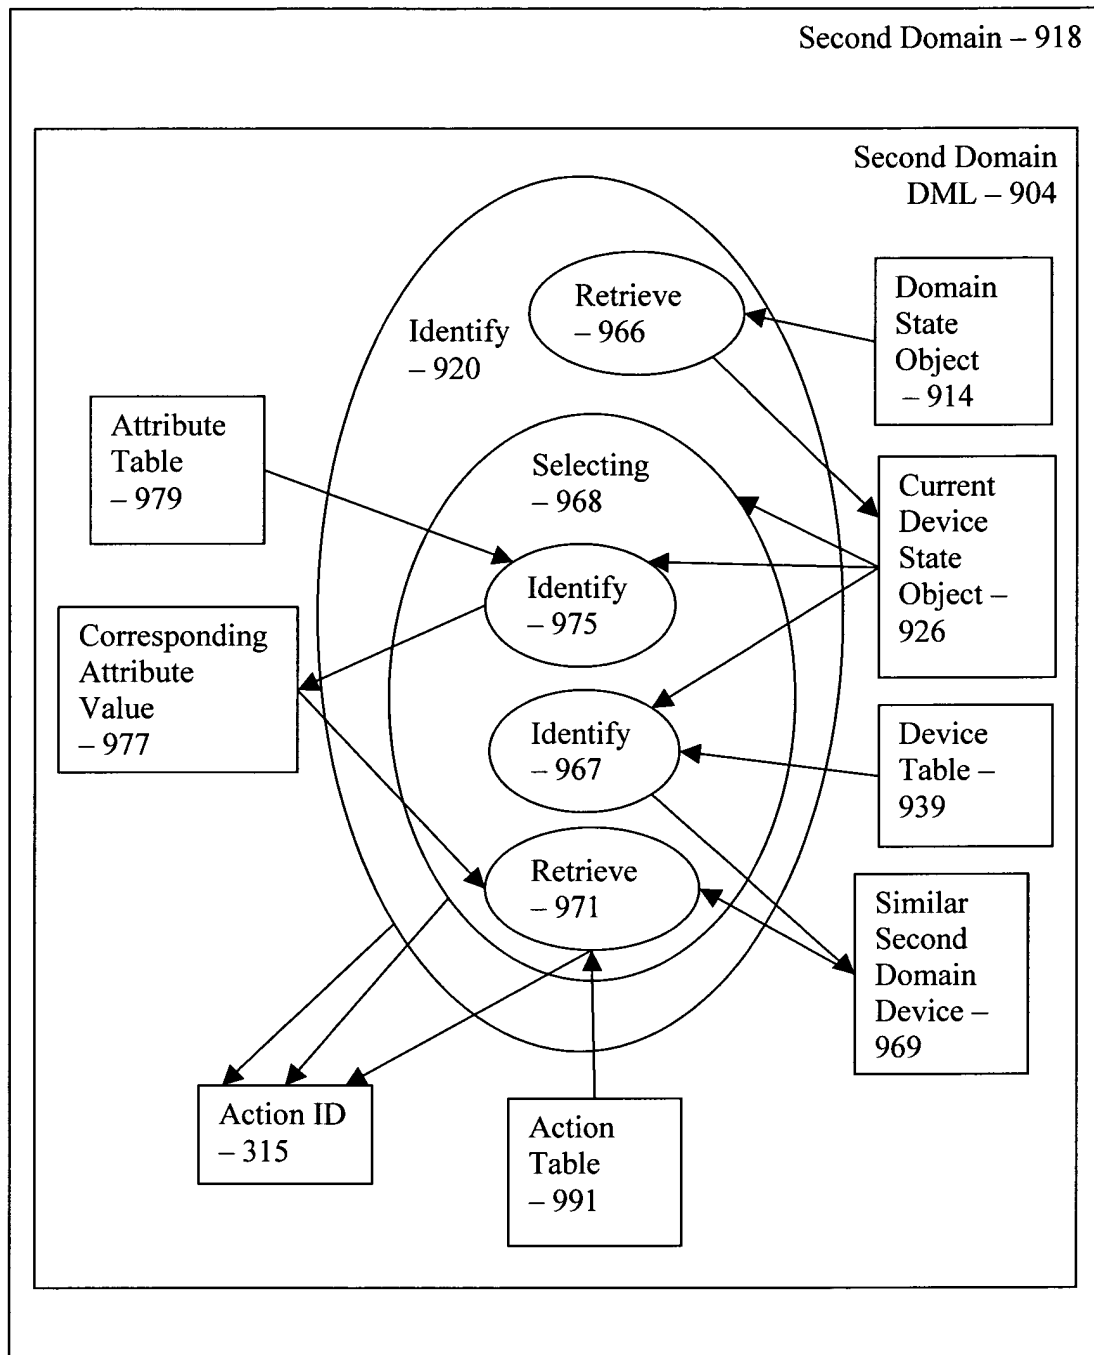 Second Domain – 918
Second Domain
DML – 904
Retrieve
– 966
Domain
State
Object
– 914
Identify
– 920
Attribute
Table
– 979
Selecting
– 968
Current
Device
State
Object –
926
Identify
– 975
Corresponding
Attribute
Value
– 977
Identify
– 967
Device
Table –
939
Retrieve
– 971
Similar
Second
Domain
Device –
969
Action ID
– 315
Action
Table
– 991